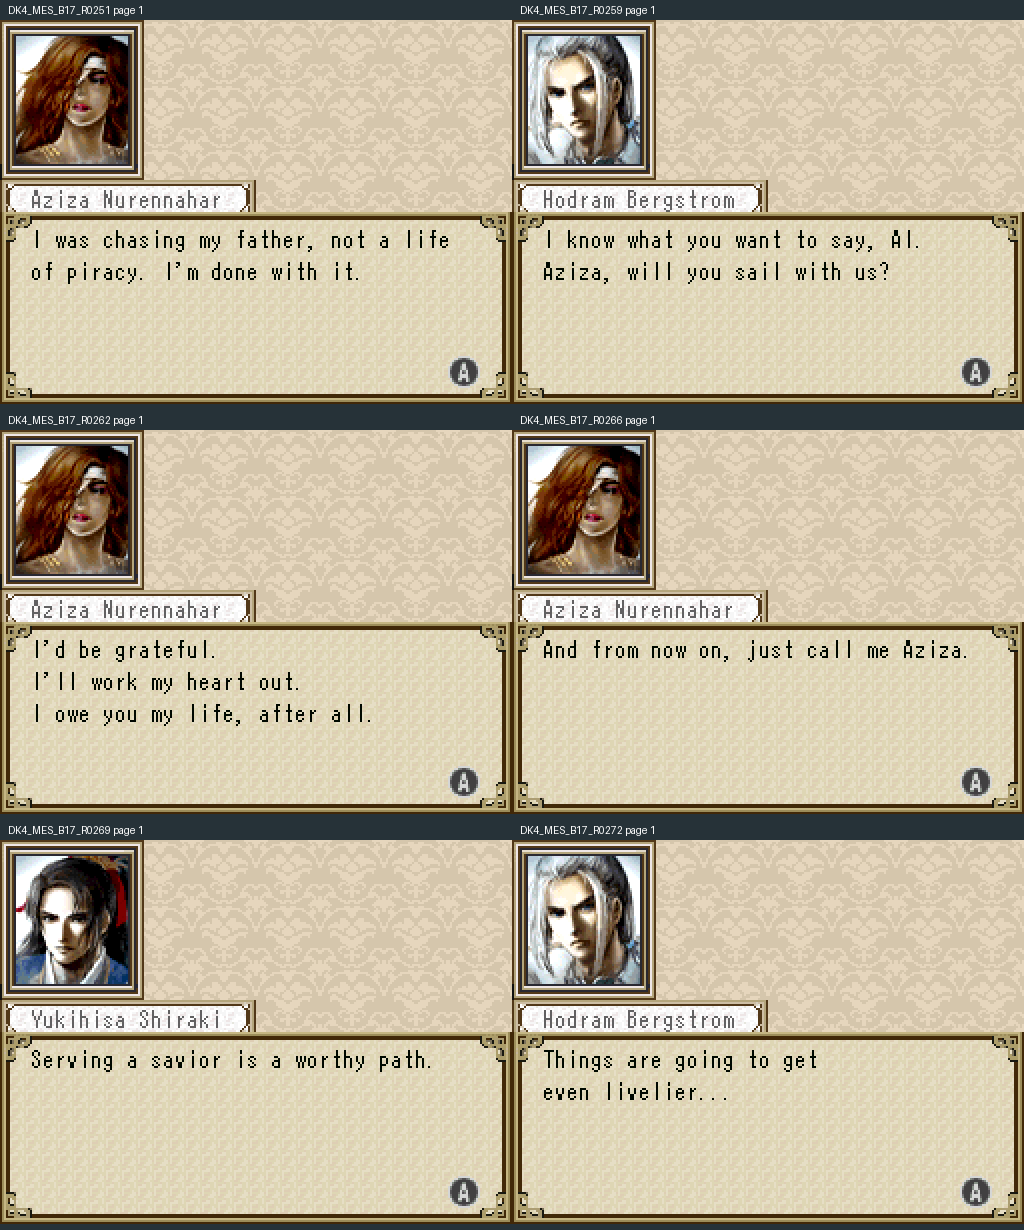 DK4_MES_B17_R0251 page 1
Aziza Nurennahar
I was chasing my father, not a life
of piracy. I'm done with it.
A
DK4_MES_B17_R0259 page 1
Hodram Bergstrom
I know what you want to say, Al.
Aziza, will you sail with us?
A
DK4_MES_B17_R0262 page 1
Aziza Nurennahar
I'd be grateful.
I'll work my heart out.
I owe you my life, after all.
A
DK4_MES_B17_R0266 page 1
Aziza Nurennahar
And from now on, just call me Aziza.
A
DK4_MES_B17_R0269 page 1
Yukihisa Shiraki
Serving a savior is a worthy path.
A
DK4_MES_B17_R0272 page 1
Hodram Bergstrom
Things are going to get
even livelier...
A